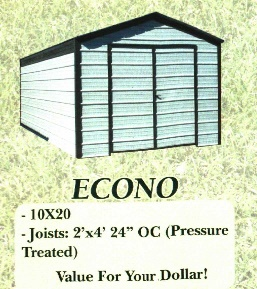 ECONO
- 10X20
- Joists: 2'x4' 24" OC (Pressure
Treated)
Value For Your Dollar!